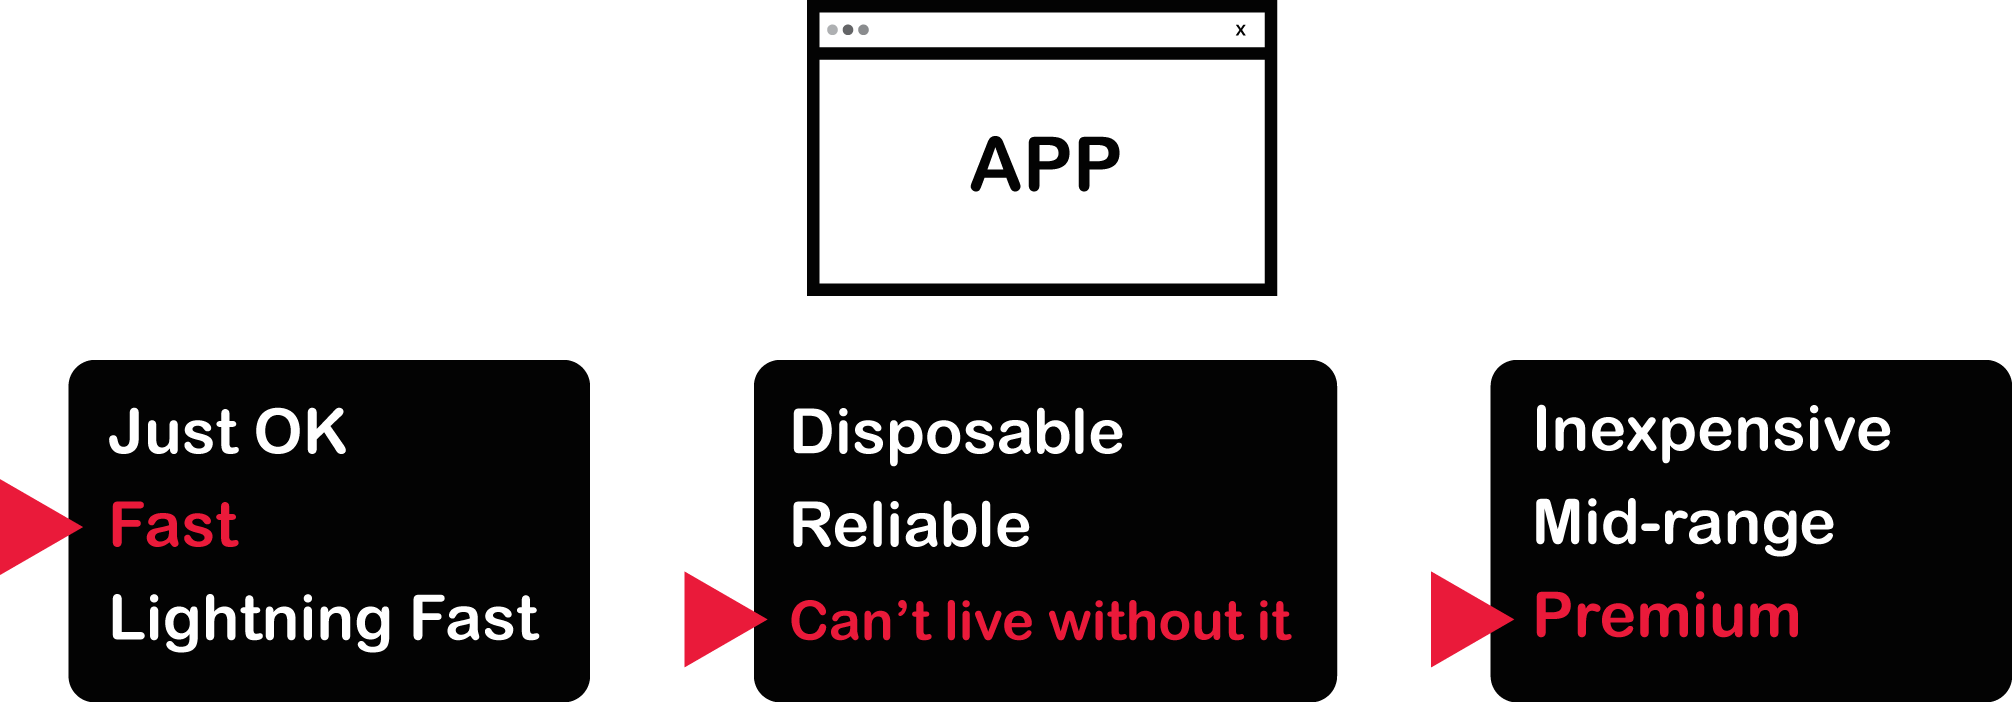 x
APP
Just OK
Fast
Lightning Fast
Disposable
Reliable
Can’t live without it
Inexpensive
Mid-range
Premium